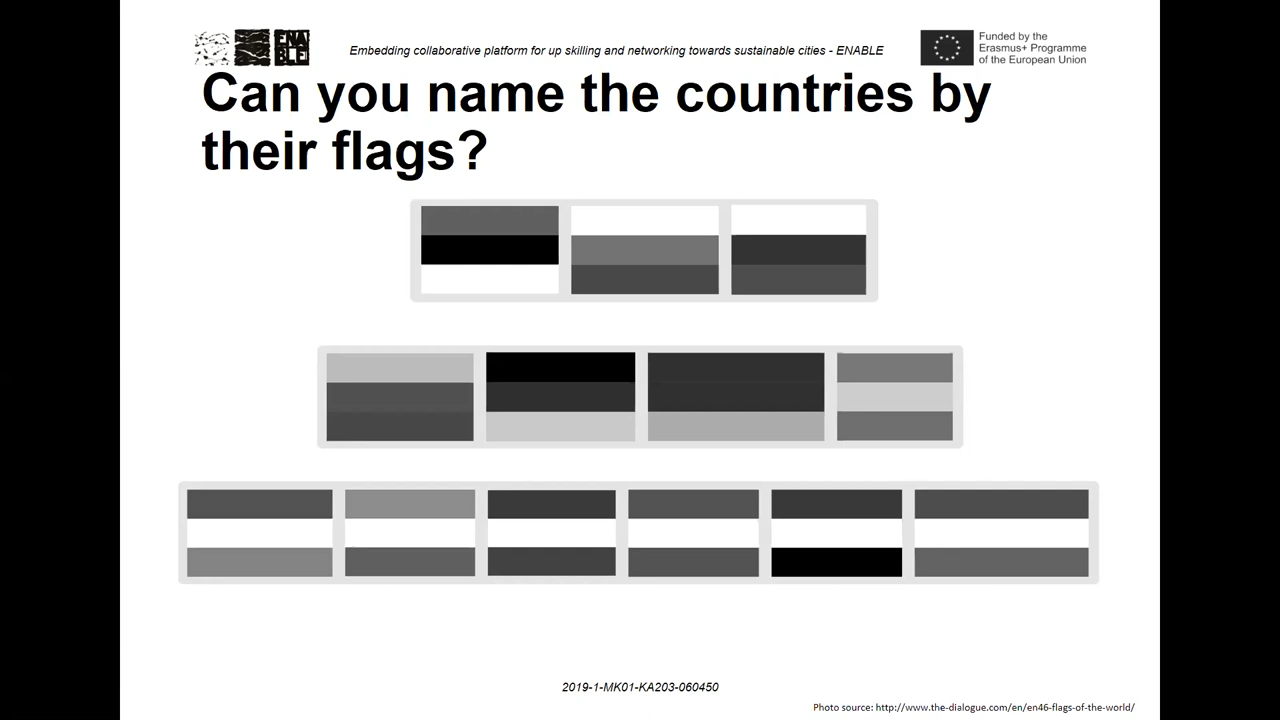 ENA
BLE
Embedding collaborative platform for up skilling and networking towards sustainable cities - ENABLE
Funded by the
Erasmus+ Programme
of the European Union
Can you name the countries by
their flags?
2019-1-MK01-KA203-060450
Photo source: http://www.the-dialogue.com/en/en46-flags-of-the-world/